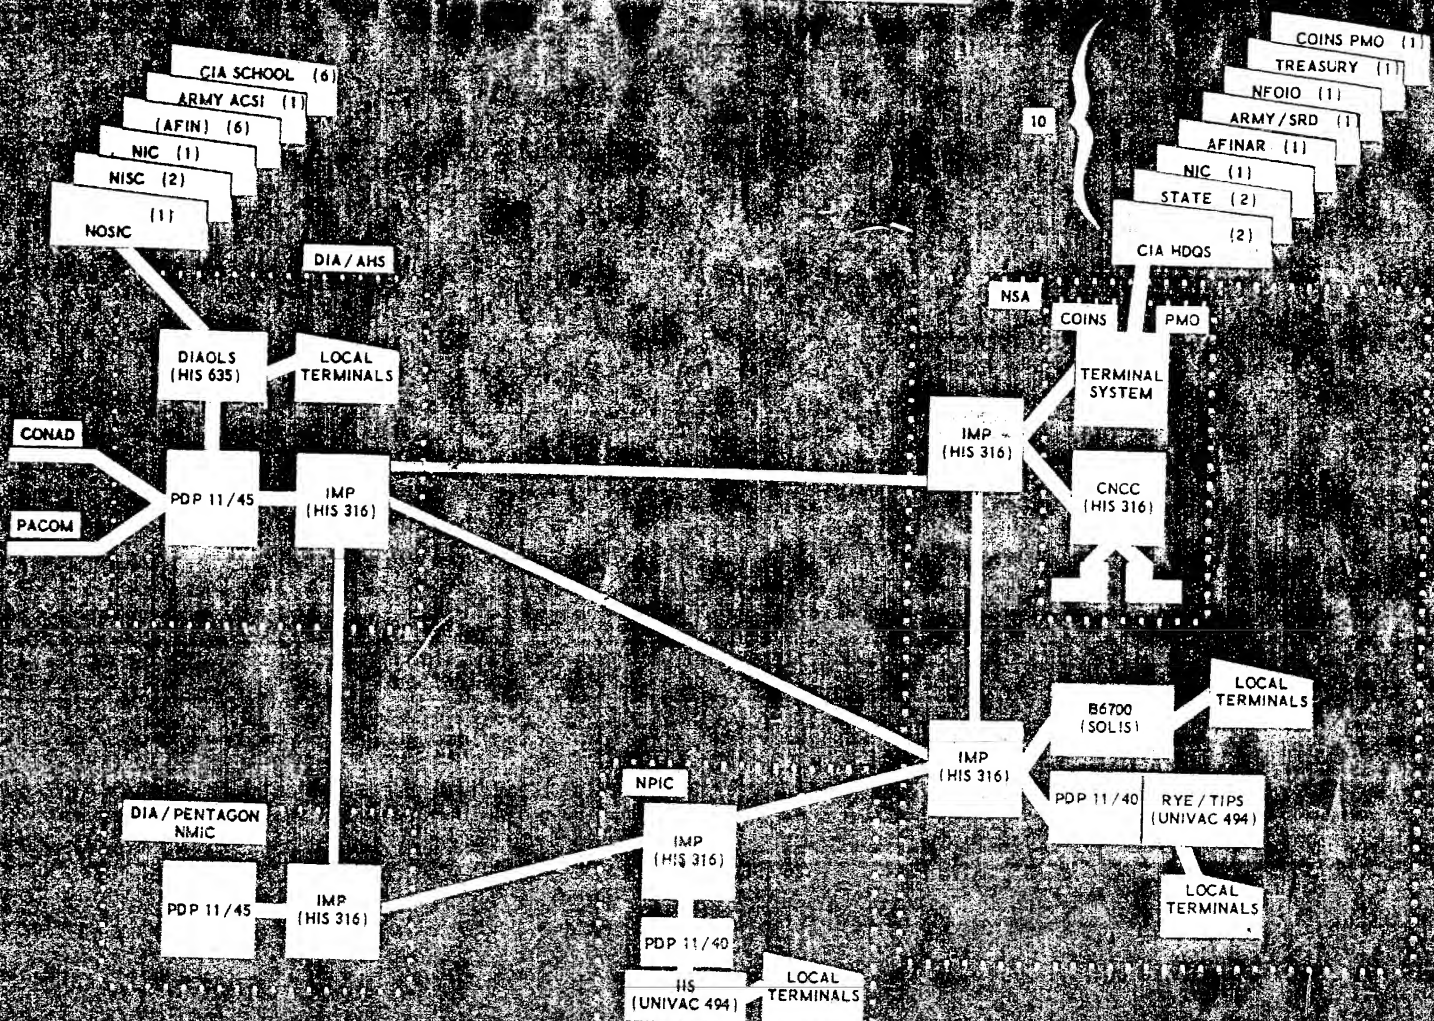 CIA SCHOOL (6)
ARMY ACSI (1)
(AFIN) (6)
NIC (1)
NISC (2)
(1)
NOSIC
DIA/AHS
DIAOLS
(HIS 635)
LOCAL
TERMINALS
CONAD
PACOM
PDP 11/45
IMP
(HIS 316)
10
COINS PMO (1)
TREASURY (1)
NFOIO (1)
ARMY/SRD (1)
AFINAR (1)
NIC (1)
STATE (2)
(2)
CIA HDQS
NSA
COINS
PMO
TERMINAL
SYSTEM
IMP
(HIS 316)
CNCC
(HIS 316)
IMP
(HIS 316)
B6700
(SOLIS)
LOCAL
TERMINALS
PDP 11/40
RYE/TIPS
(UNIVAC 494)
LOCAL
TERMINALS
DIA/PENTAGON
NMIC
PDP 11/45
IMP
(HIS 316)
NPIC
IMP
(HIS 316)
PDP 11/40
IIS
(UNIVAC 494)
LOCAL
TERMINALS